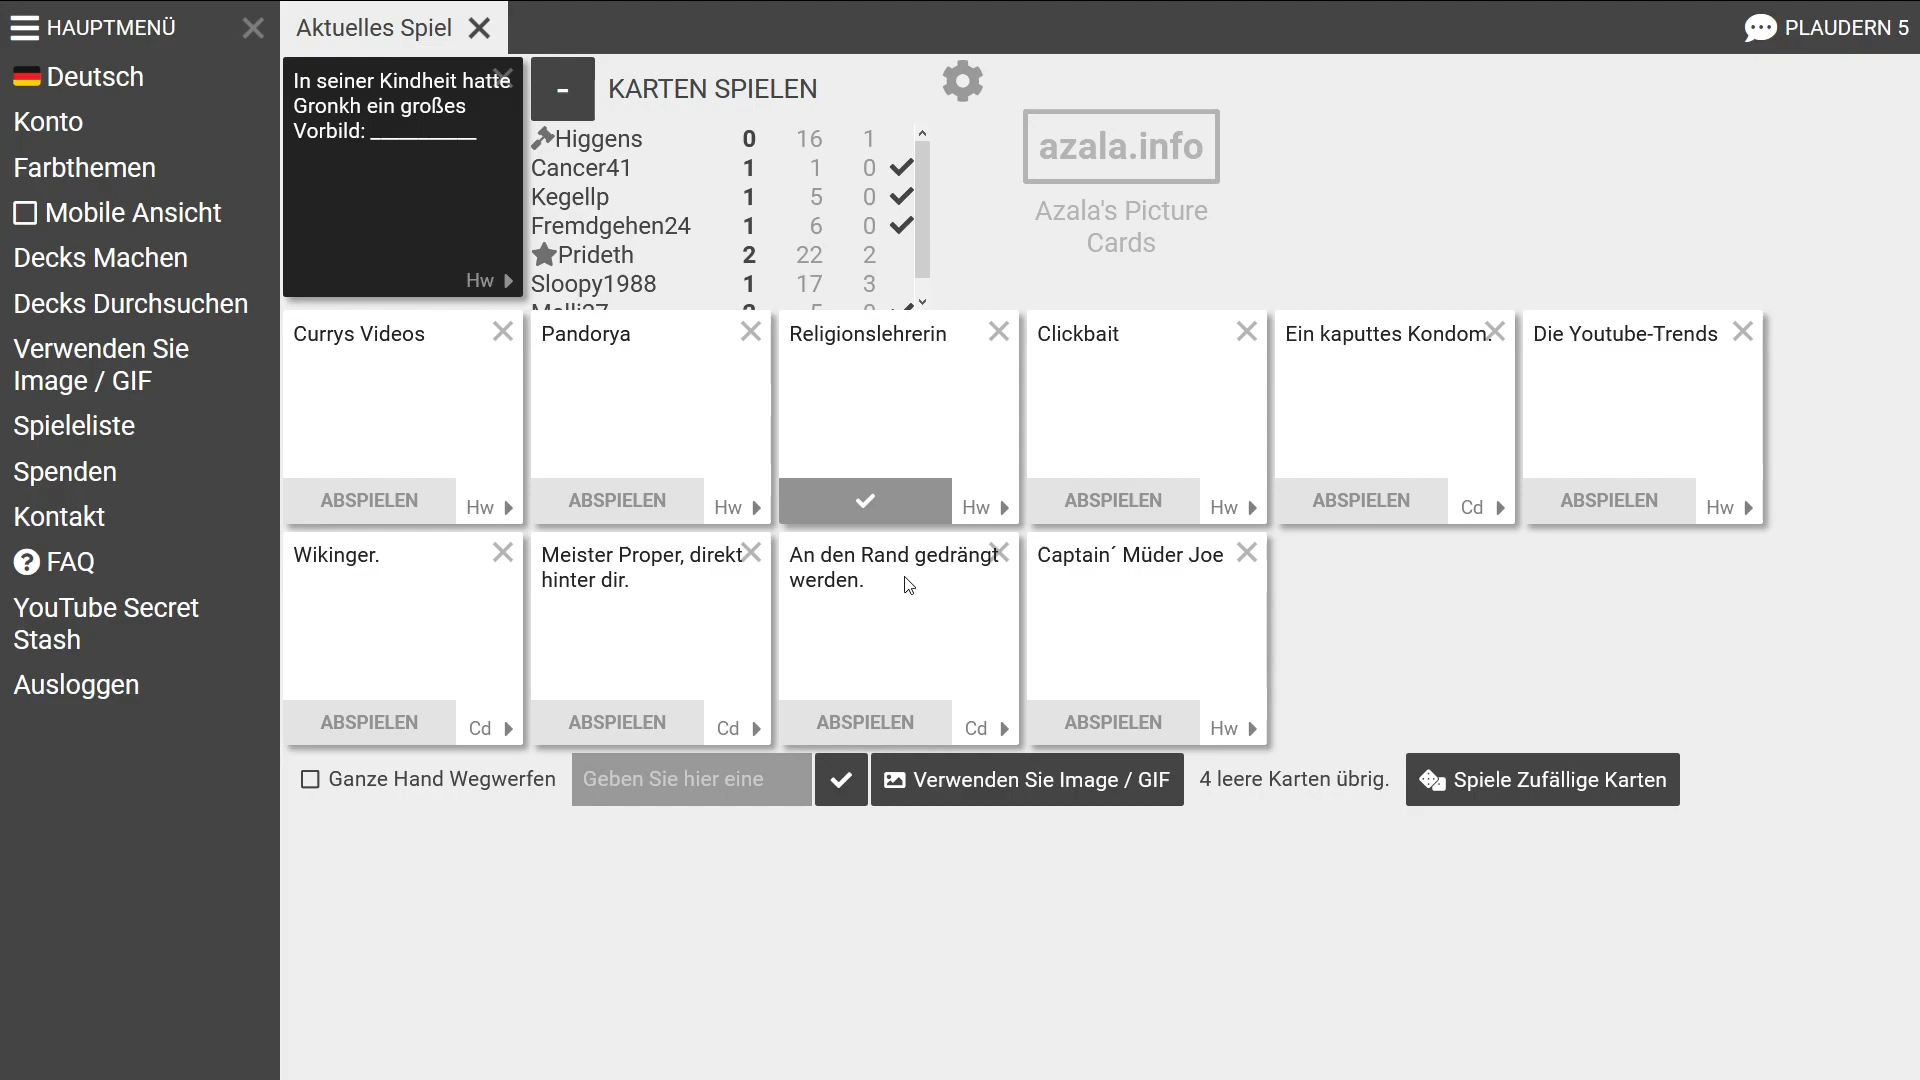 HAUPTMENÜ
Aktuelles Spiel
PLAUDERN 5
Deutsch
Konto
Farbthemen
Mobile Ansicht
Decks Machen
Decks Durchsuchen
Verwenden Sie
Image / GIF
Spieleliste
Spenden
Kontakt
FAQ
YouTube Secret
Stash
Ausloggen
In seiner Kindheit hatte
Gronkh ein großes
Vorbild: __________
Hw
-
KARTEN SPIELEN
Higgens 0 16 1
Cancer41 1 1 0
Kegellp 1 5 0
Fremdgehen24 1 6 0
Prideth 2 22 2
Sloopy1988 1 17 3
azala.info
Azala's Picture
Cards
Currys Videos
ABSPIELEN Hw
Pandorya
ABSPIELEN Hw
Religionslehrerin
Hw
Clickbait
ABSPIELEN Hw
Ein kaputtes Kondom.
ABSPIELEN Cd
Die Youtube-Trends
ABSPIELEN Hw
Wikinger.
ABSPIELEN Cd
Meister Proper, direkt
hinter dir.
ABSPIELEN Cd
An den Rand gedrängt
werden.
ABSPIELEN Cd
Captain´ Müder Joe
ABSPIELEN Hw
Ganze Hand Wegwerfen
Geben Sie hier eine
Verwenden Sie Image / GIF
4 leere Karten übrig.
Spiele Zufällige Karten